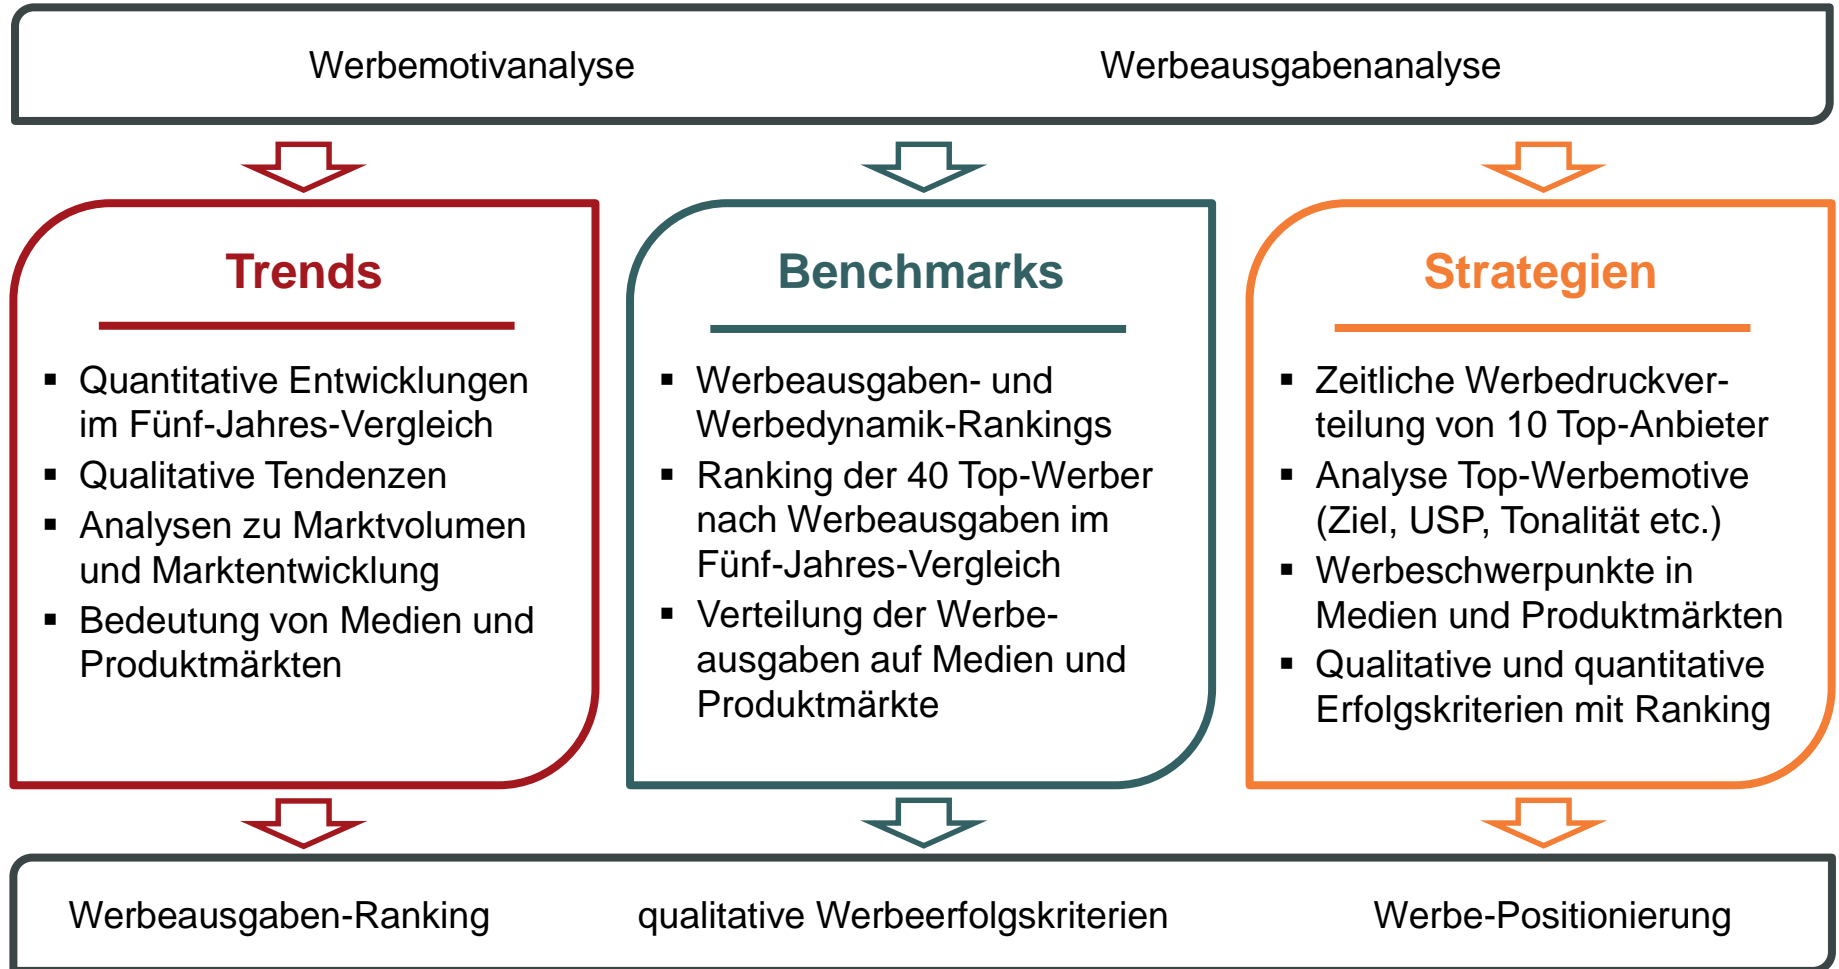 Werbemotivanalyse Werbeausgabenanalyse
Trends
▪ Quantitative Entwicklungen
im Fünf-Jahres-Vergleich
▪ Qualitative Tendenzen
▪ Analysen zu Marktvolumen
und Marktentwicklung
▪ Bedeutung von Medien und
Produktmärkten
Benchmarks
▪ Werbeausgaben- und
Werbedynamik-Rankings
▪ Ranking der 40 Top-Werber
nach Werbeausgaben im
Fünf-Jahres-Vergleich
▪ Verteilung der Werbe-
ausgaben auf Medien und
Produktmärkte
Strategien
▪ Zeitliche Werbedruckver-
teilung von 10 Top-Anbieter
▪ Analyse Top-Werbemotive
(Ziel, USP, Tonalität etc.)
▪ Werbeschwerpunkte in
Medien und Produktmärkten
▪ Qualitative und quantitative
Erfolgskriterien mit Ranking
Werbeausgaben-Ranking qualitative Werbeerfolgskriterien Werbe-Positionierung